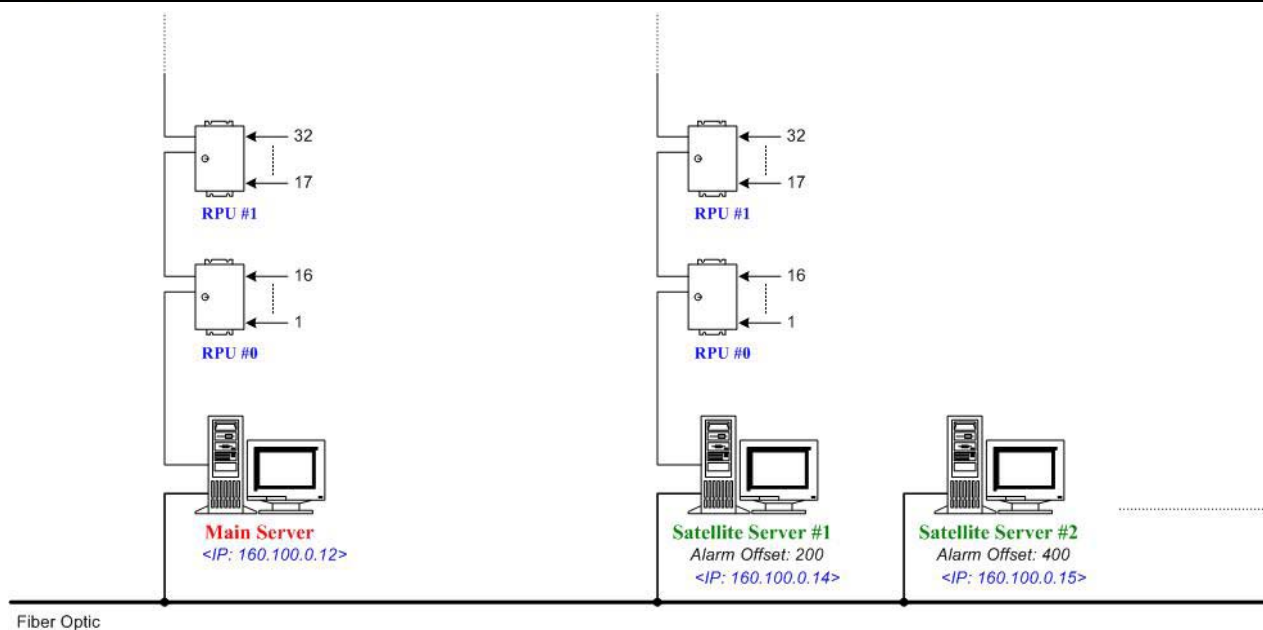 32
17
RPU #1
16
1
RPU #0
Main Server
<IP: 160.100.0.12>
32
17
RPU #1
16
1
RPU #0
Satellite Server #1
Alarm Offset: 200
<IP: 160.100.0.14>
Satellite Server #2
Alarm Offset: 400
<IP: 160.100.0.15>
Fiber Optic